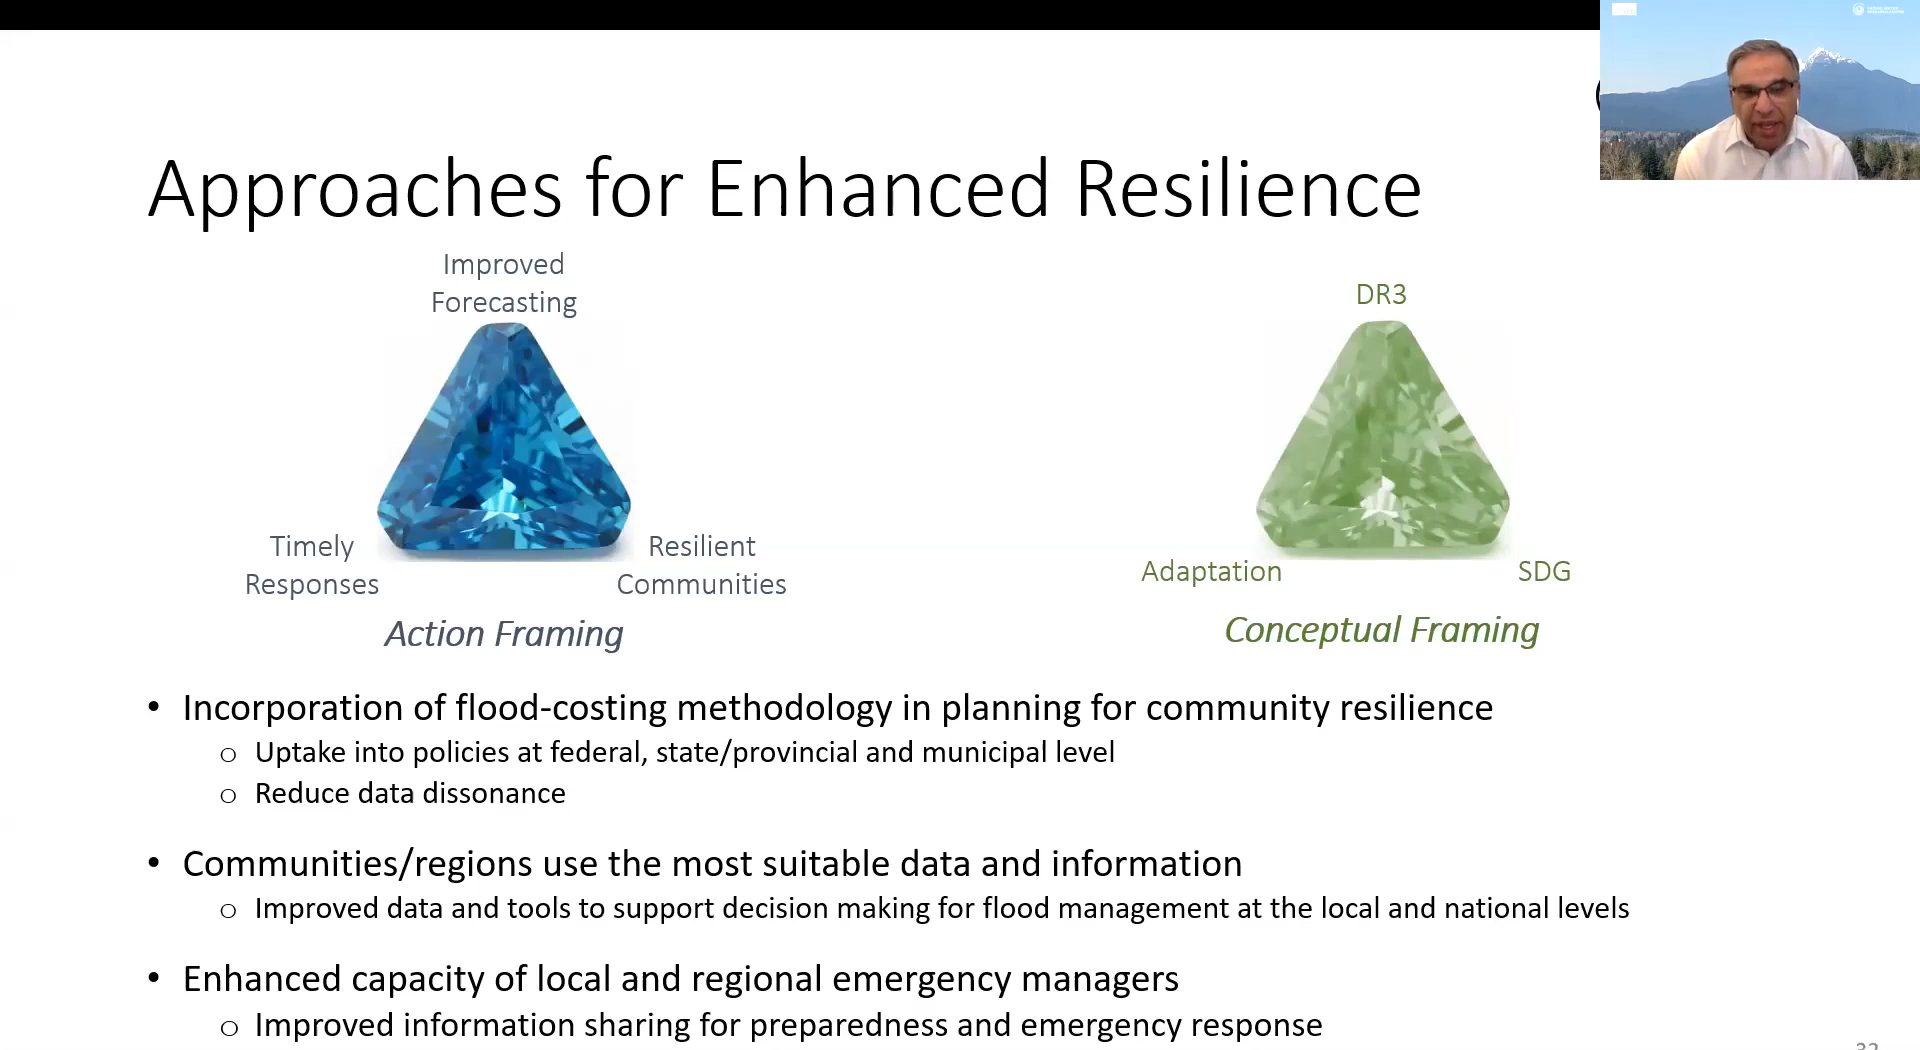 Approaches for Enhanced Resilience
Improved
Forecasting
Timely
Responses
Resilient
Communities
Action Framing
DR3
Adaptation
SDG
Conceptual Framing
• Incorporation of flood-costing methodology in planning for community resilience
o Uptake into policies at federal, state/provincial and municipal level
o Reduce data dissonance
• Communities/regions use the most suitable data and information
o Improved data and tools to support decision making for flood management at the local and national levels
• Enhanced capacity of local and regional emergency managers
o Improved information sharing for preparedness and emergency response